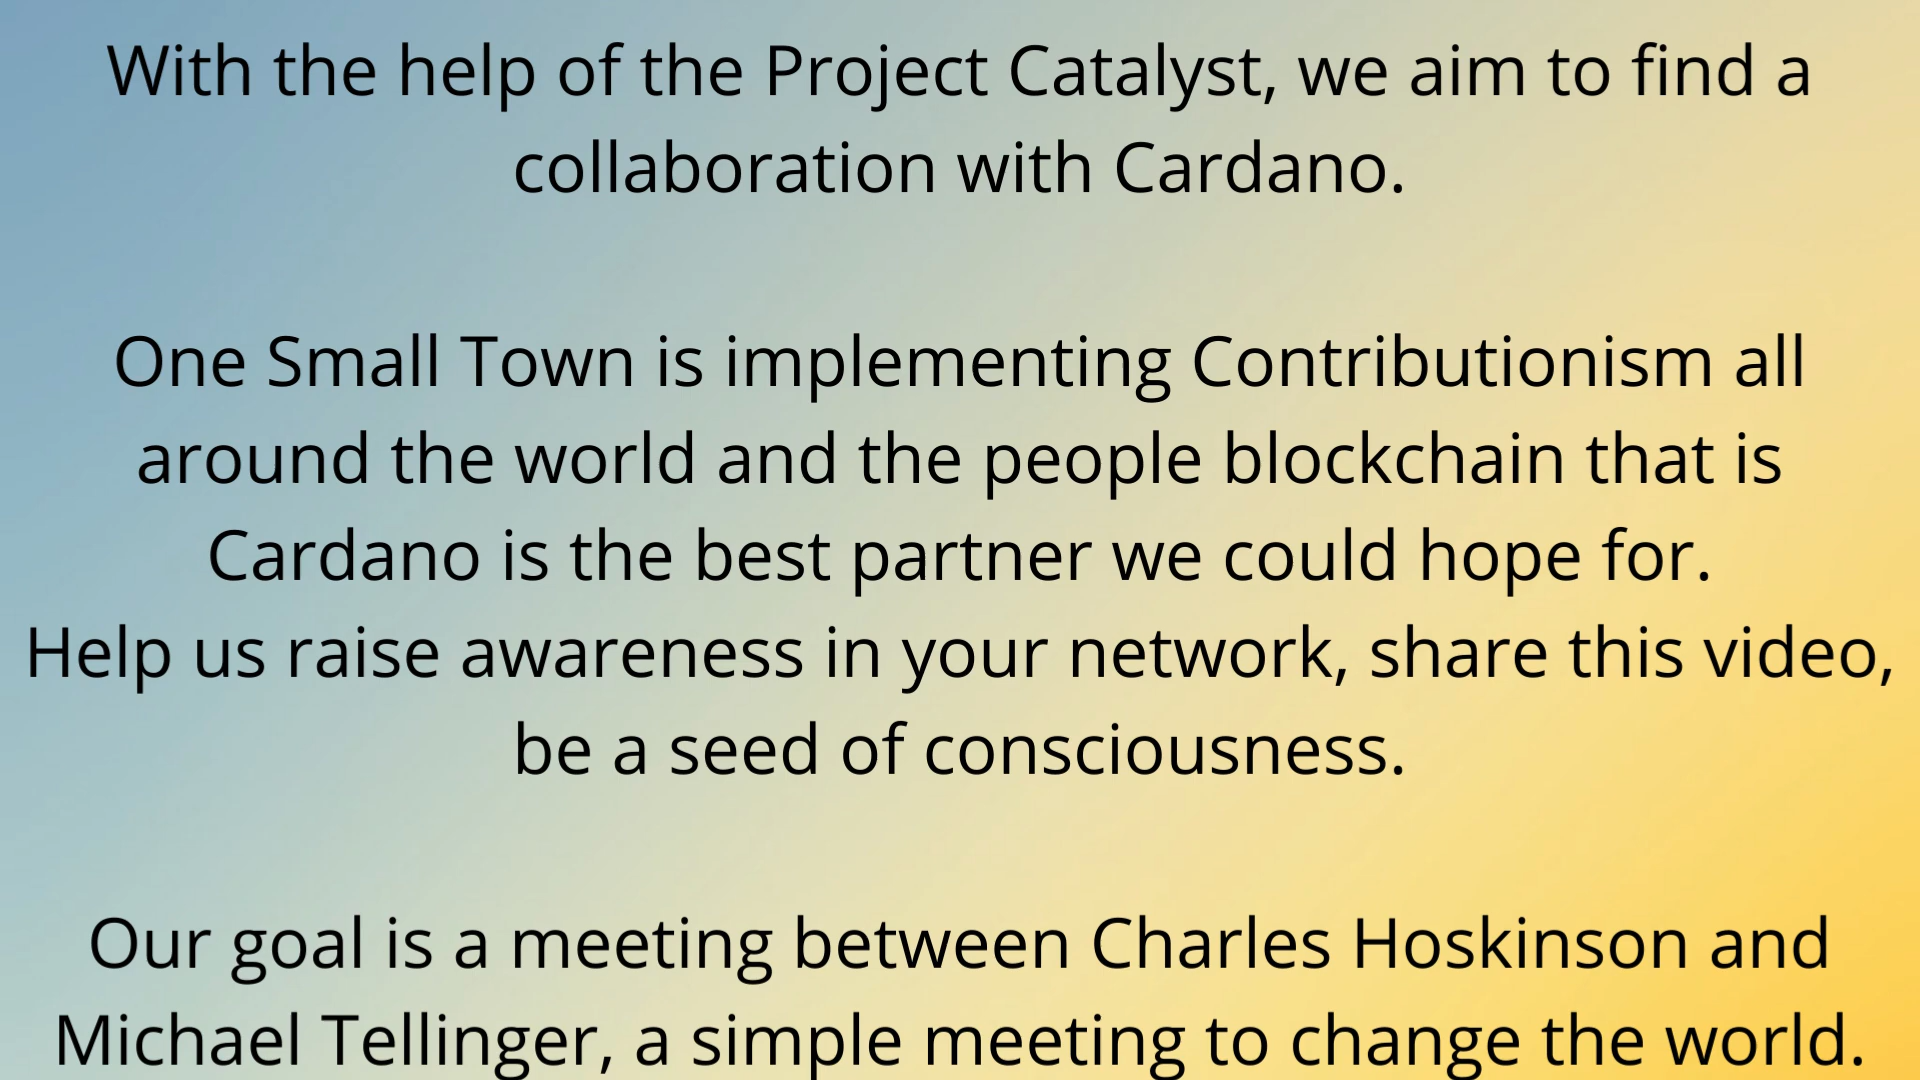 With the help of the Project Catalyst, we aim to find a
collaboration with Cardano.
One Small Town is implementing Contributionism all
around the world and the people blockchain that is
Cardano is the best partner we could hope for.
Help us raise awareness in your network, share this video,
be a seed of consciousness.
Our goal is a meeting between Charles Hoskinson and
Michael Tellinger, a simple meeting to change the world.